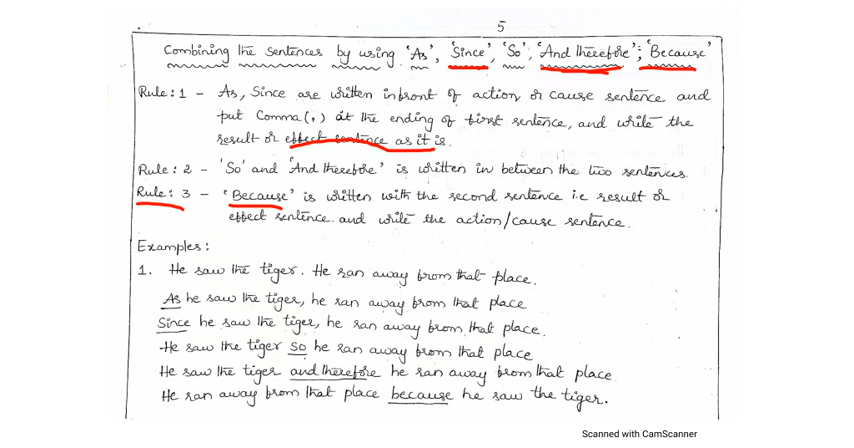 5
Combining the sentences by using 'As', 'Since', 'So', 'And therefore', 'Because'
Rule: 1 - As, Since are written infront of action or cause sentence and
put Comma(,) at the ending of first sentence, and write the
result or effect sentence as it is.
Rule: 2 - 'So' and 'And therefore' is written in between the two sentences.
Rule: 3 - 'Because' is written with the second sentence i.e result or
effect sentence. and write the action/cause sentence.
Examples:
1. He saw the tiger. He ran away from that place.
As he saw the tiger, he ran away from that place
Since he saw the tiger, he ran away from that place.
He saw the tiger so he ran away from that place
He saw the tiger and therefore he ran away from that place.
He ran away from that place because he saw the tiger.
Scanned with CamScanner